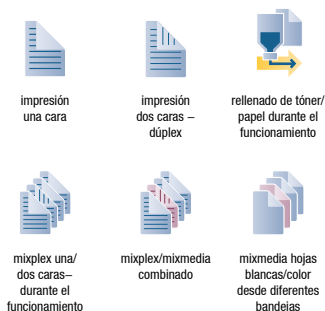 impresión
una cara
impresión
dos caras –
dúplex
rellenado de tóner/
papel durante el
funcionamiento
mixplex una/
dos caras–
durante el
funcionamiento
mixplex/mixmedia
combinado
mixmedia hojas
blancas/color
desde diferentes
bandejas